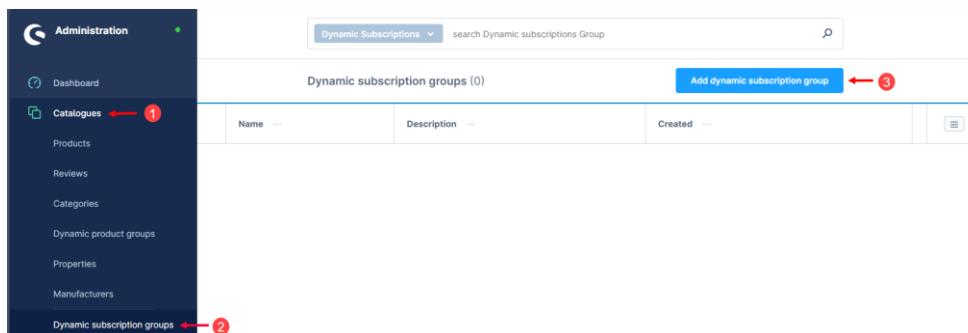 Administration
Dynamic Subscriptions search Dynamic subscriptions Group
Dashboard
Dynamic subscription groups (0)
Add dynamic subscription group
3
Catalogues
1
Name ...
Description ...
Created ...
Products
Reviews
Categories
Dynamic product groups
Properties
Manufacturers
Dynamic subscription groups
2